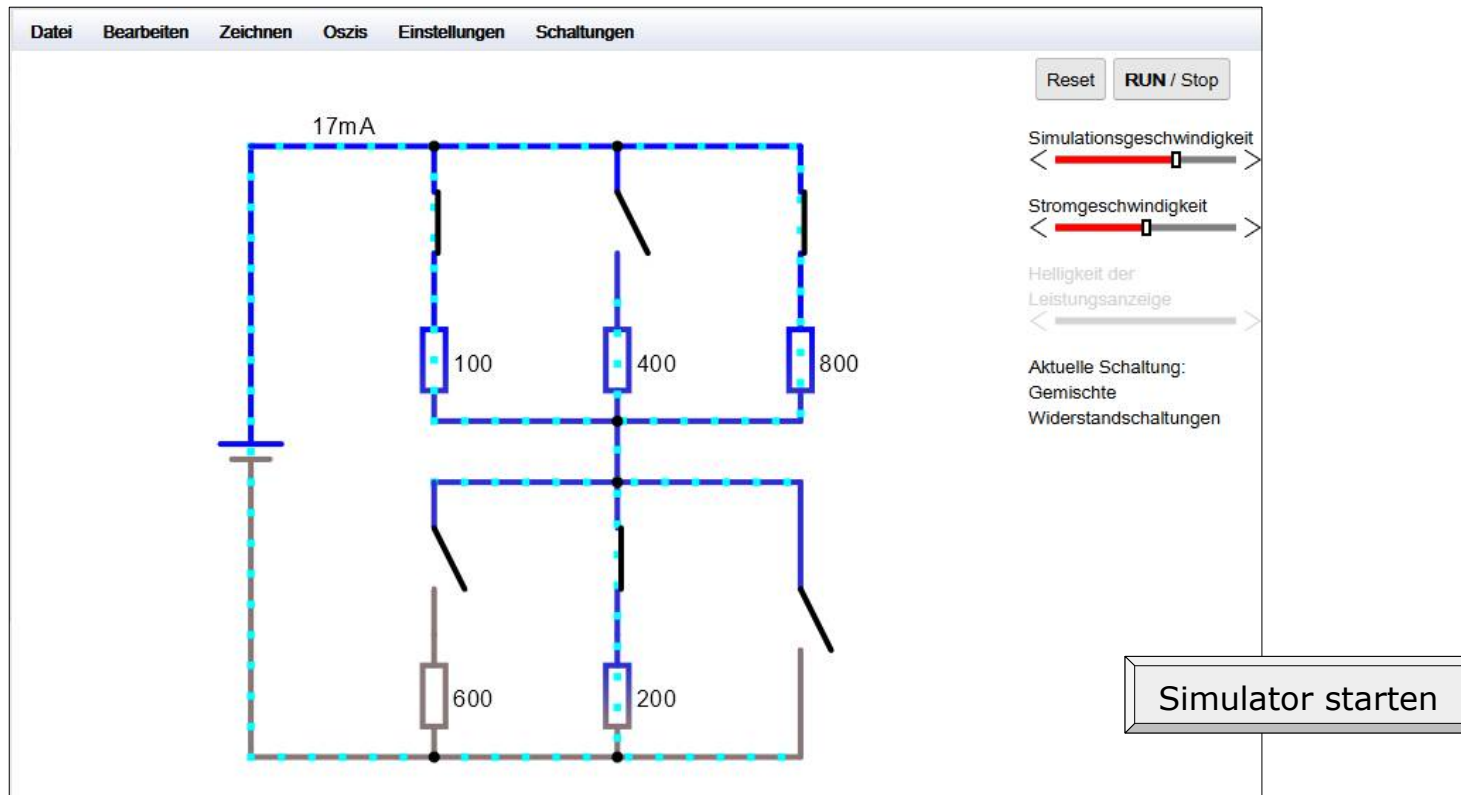 Datei Bearbeiten Zeichnen Oszis Einstellungen Schaltungen
Reset RUN / Stop
17mA
Simulationsgeschwindigkeit
Stromgeschwindigkeit
Helligkeit der
Leistungsanzeige
100 400 800
Aktuelle Schaltung:
Gemischte
Widerstandschaltungen
600 200
Simulator starten